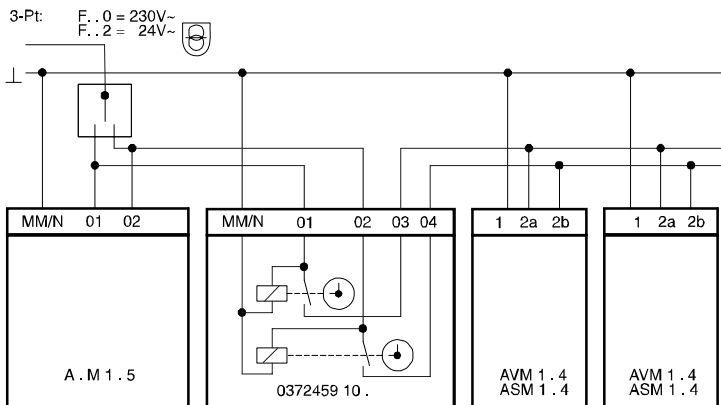 3-Pt: F. . 0 = 230V~
F. . 2 = 24V~
⊥
MM/N 01 02
MM/N 01 02 03 04
1 2a 2b
1 2a 2b
A . M 1 . 5
0372459 10 .
AVM 1 . 4
ASM 1 . 4
AVM 1 . 4
ASM 1 . 4